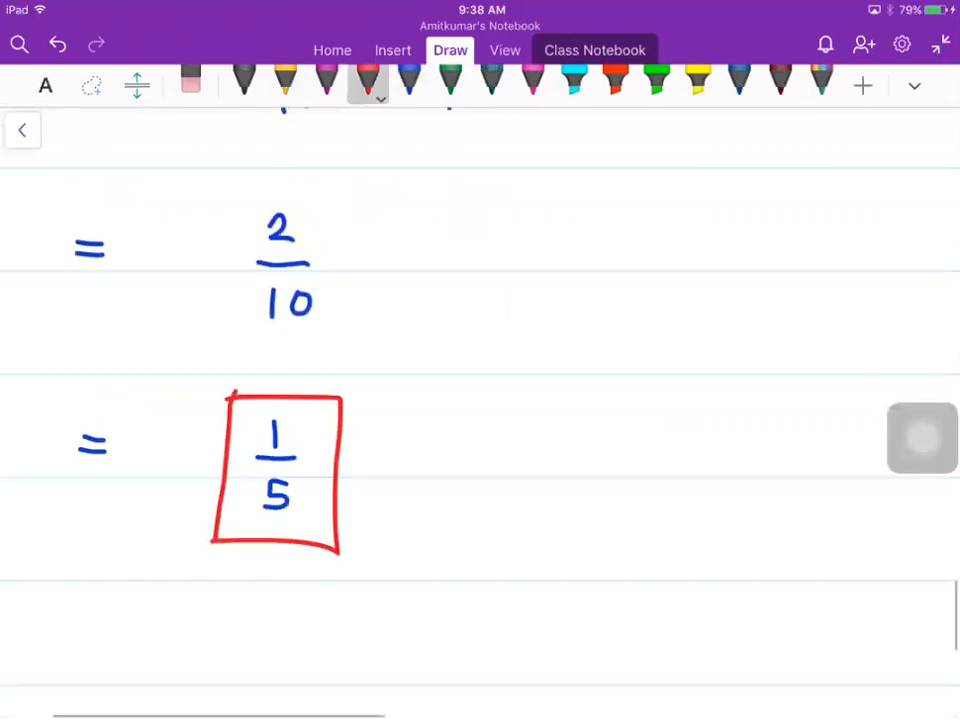 iPad 9:38 AM 79%
Amitkumar's Notebook
Home Insert Draw View Class Notebook
A
= 2/10
= 1/5